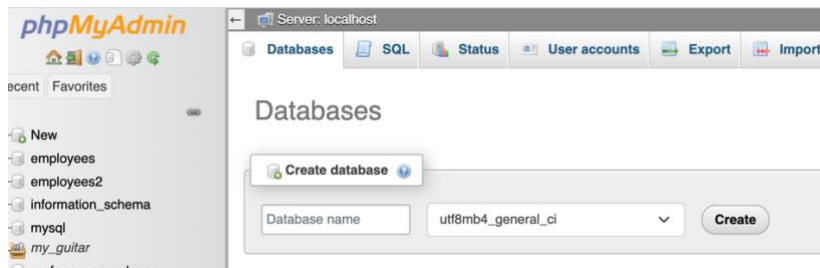 phpMyAdmin
ecent Favorites
New
employees
employees2
information_schema
mysql
my_guitar
Server: localhost
Databases SQL Status User accounts Export Import
Databases
Create database
Database name utf8mb4_general_ci Create